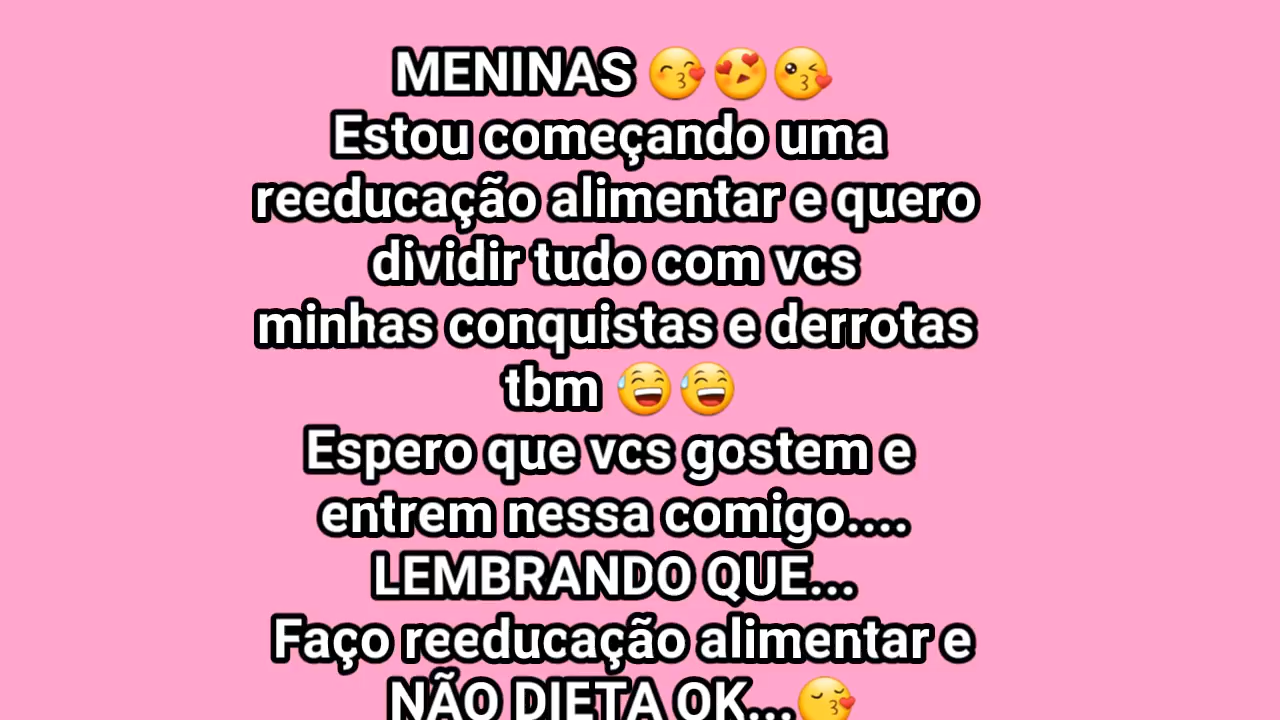 MENINAS 😙😍😘
Estou começando uma
reeducação alimentar e quero
dividir tudo com vcs
minhas conquistas e derrotas
tbm 😅😅
Espero que vcs gostem e
entrem nessa comigo....
LEMBRANDO QUE...
Faço reeducação alimentar e
NÃO DIETA OK...😚